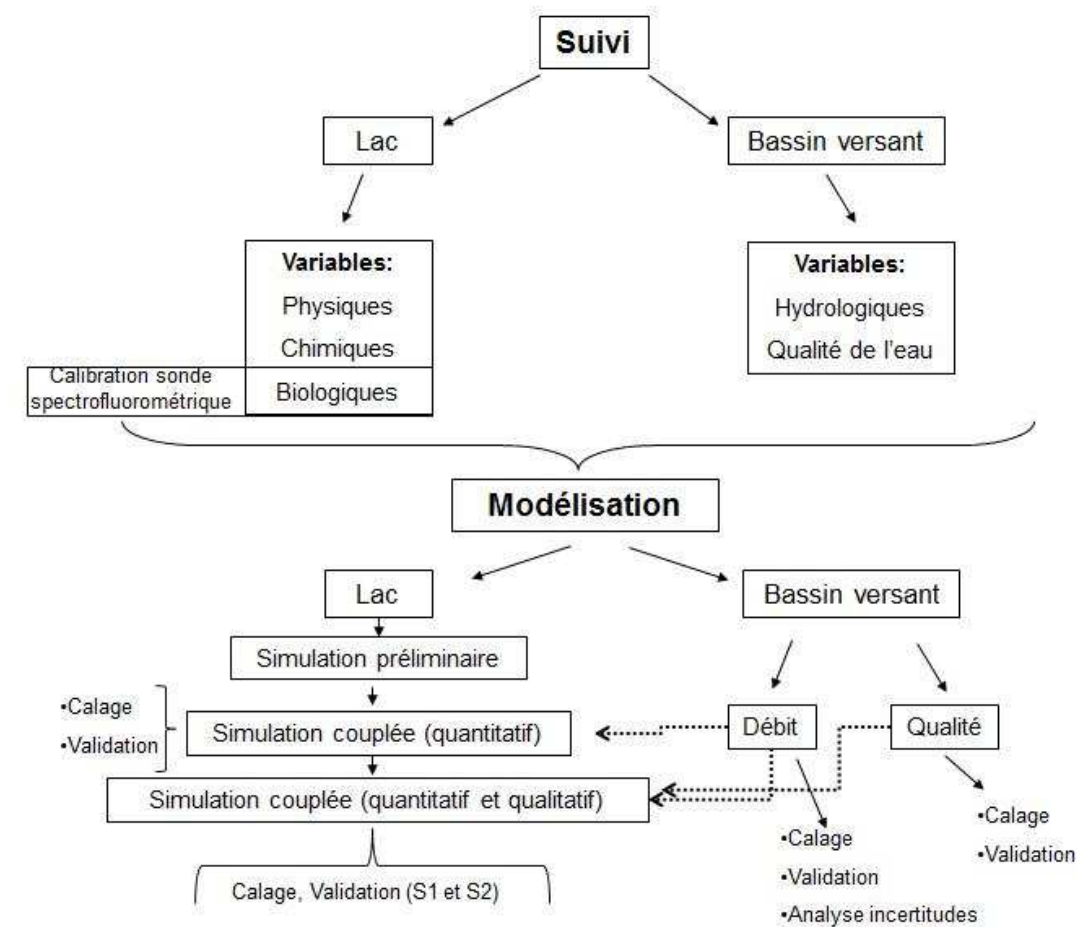 Suivi
Lac
Bassin versant
Variables:
Physiques
Chimiques
Biologiques
Calibration sonde
spectrofluorométrique
Variables:
Hydrologiques
Qualité de l'eau
Modélisation
Lac
Bassin versant
Simulation préliminaire
•Calage
•Validation
Simulation couplée (quantitatif)
Débit
Qualité
Simulation couplée (quantitatif et qualitatif)
Calage, Validation (S1 et S2)
•Calage
•Validation
•Analyse incertitudes
•Calage
•Validation